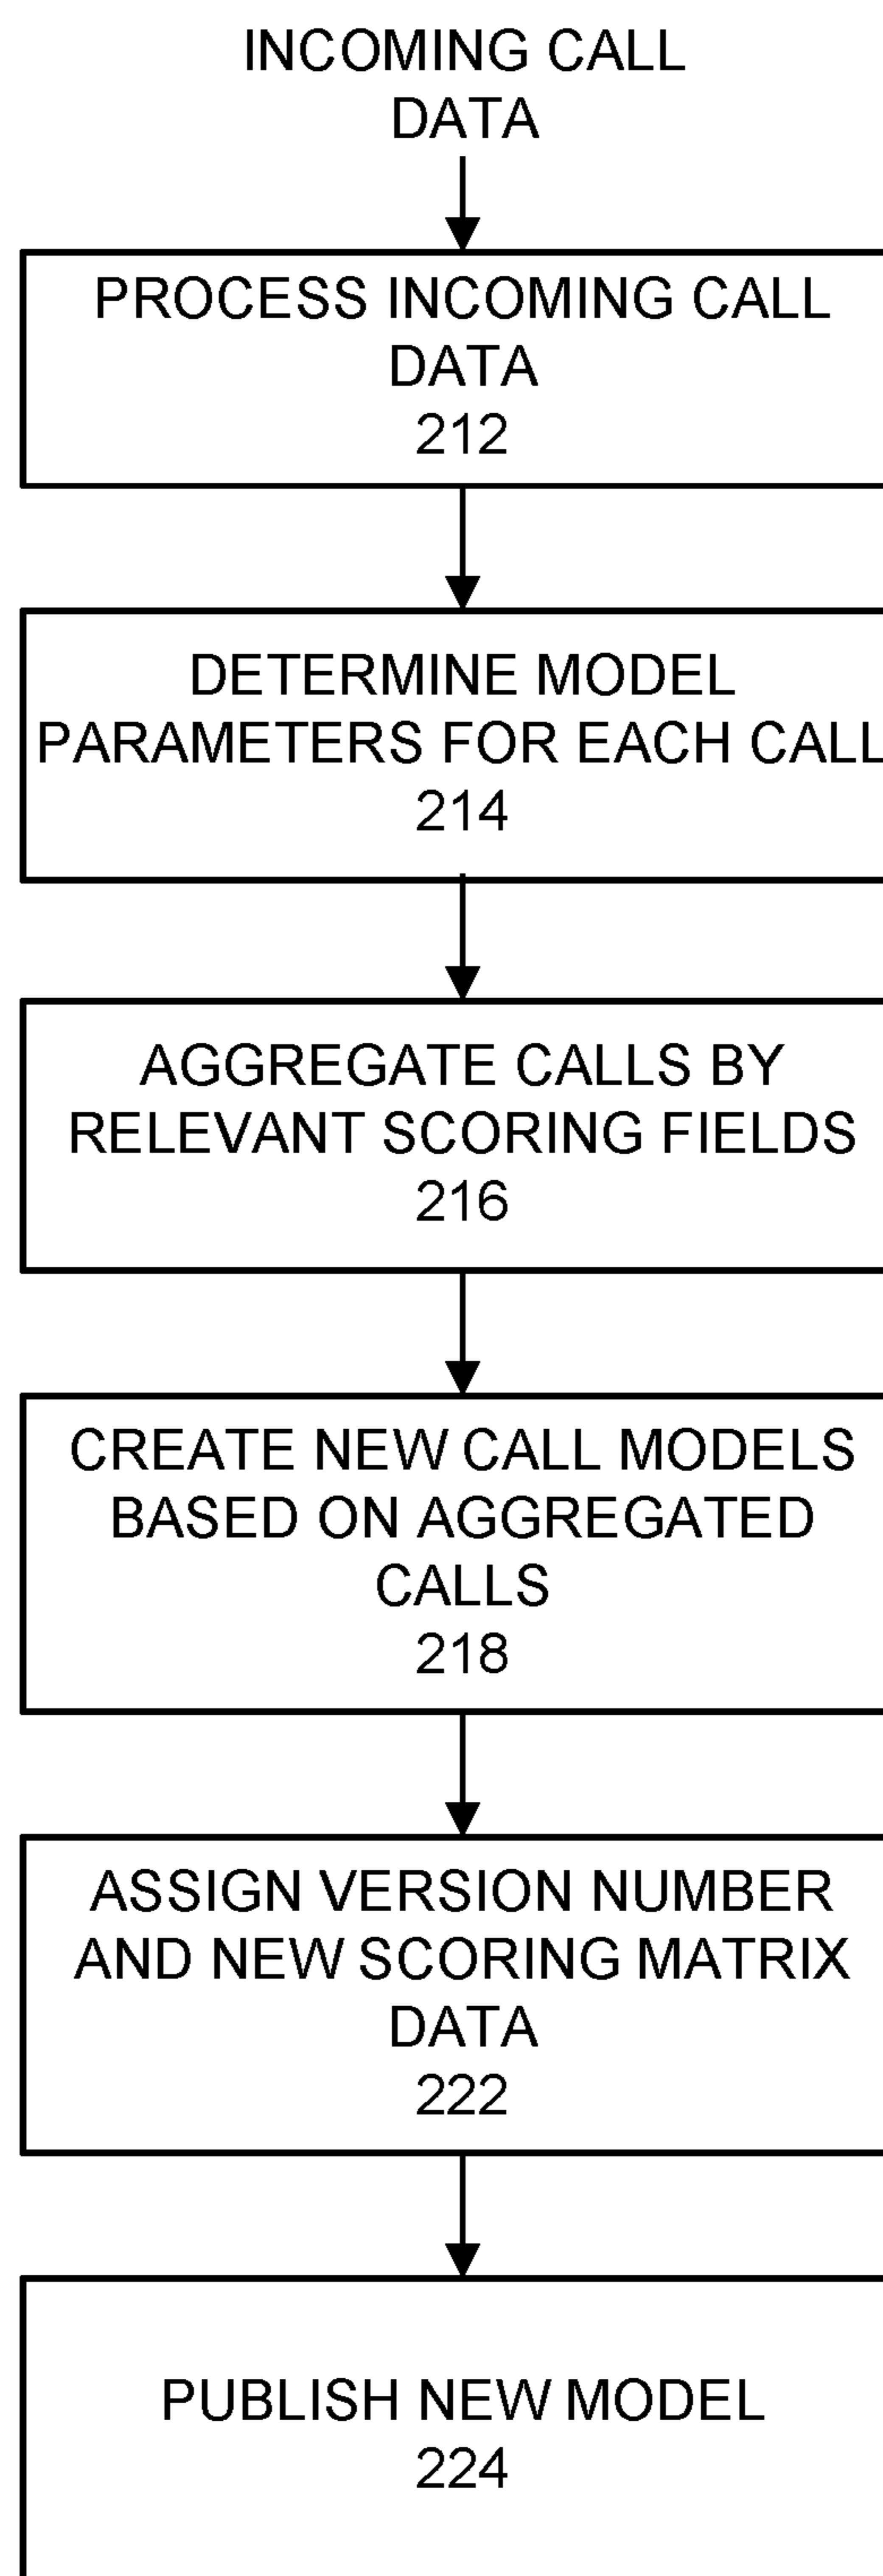 INCOMING CALL
DATA
PROCESS INCOMING CALL
DATA
212
DETERMINE MODEL
PARAMETERS FOR EACH CALL
214
AGGREGATE CALLS BY
RELEVANT SCORING FIELDS
216
CREATE NEW CALL MODELS
BASED ON AGGREGATED
CALLS
218
ASSIGN VERSION NUMBER
AND NEW SCORING MATRIX
DATA
222
PUBLISH NEW MODEL
224